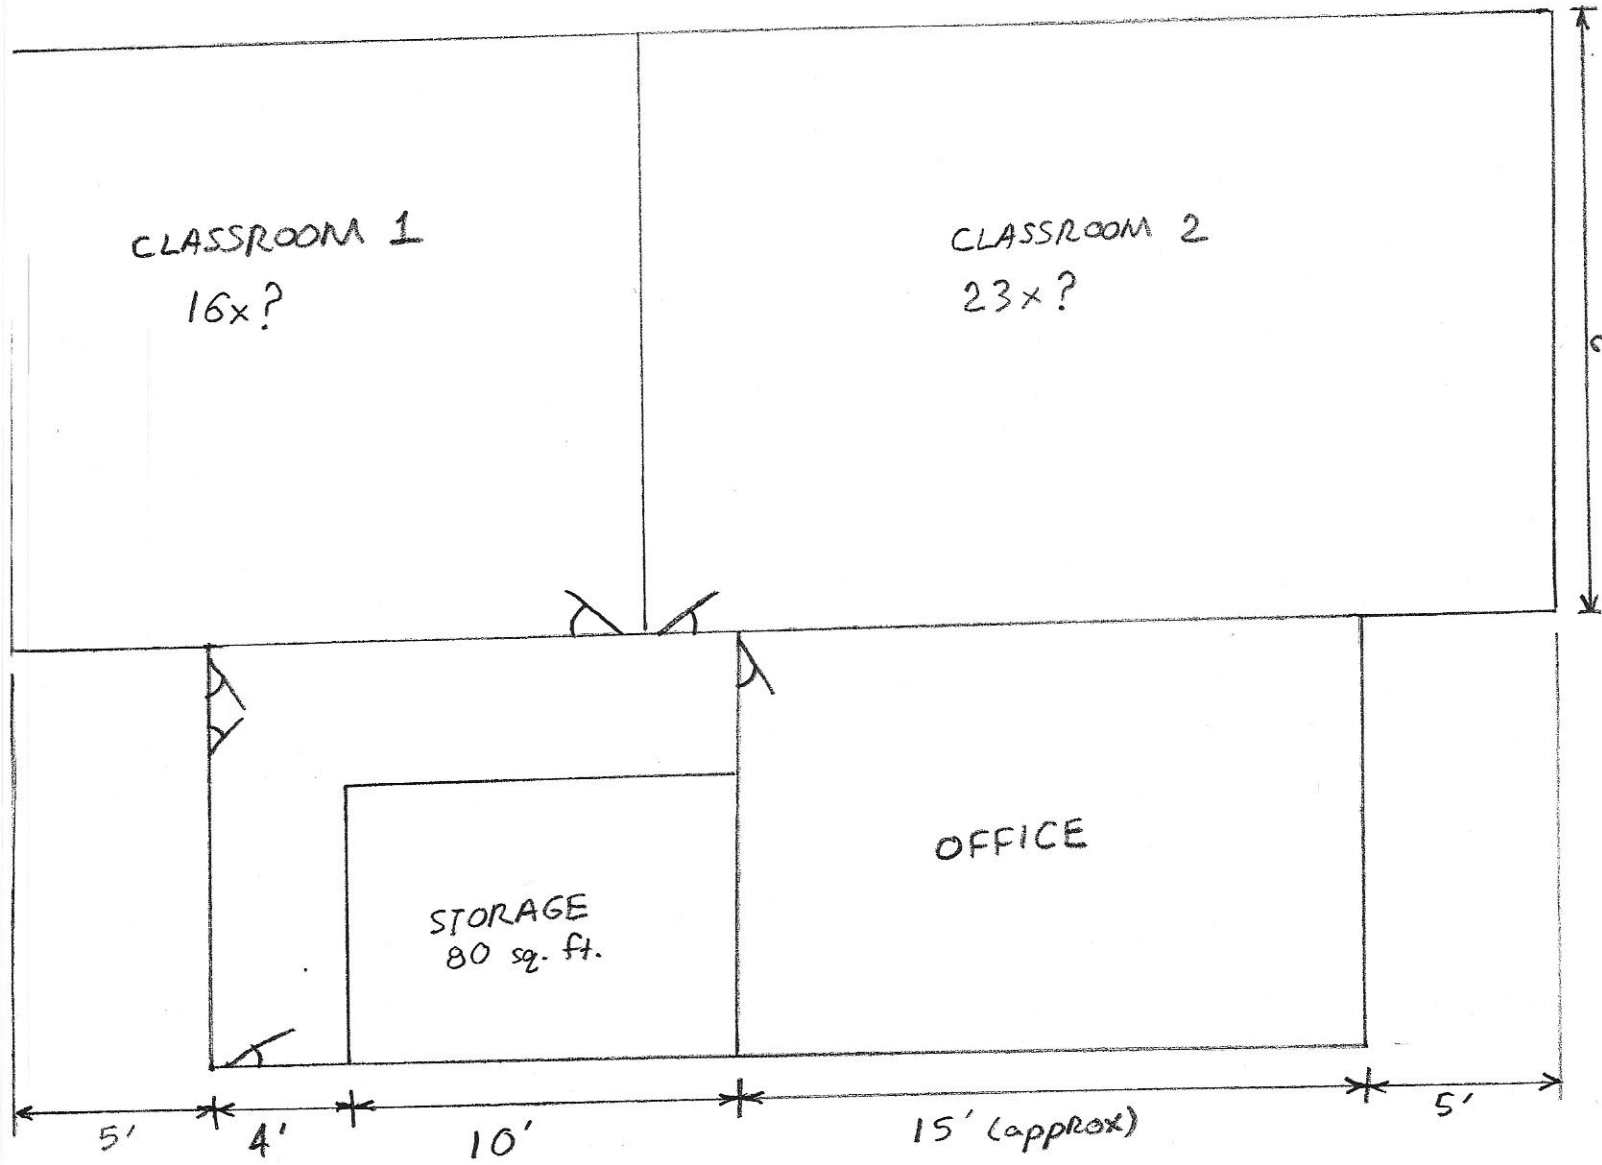 CLASSROOM 1
16x?
CLASSROOM 2
23x?
?
STORAGE
80 sq. ft.
OFFICE
5'
4'
10'
15' (approx)
5'